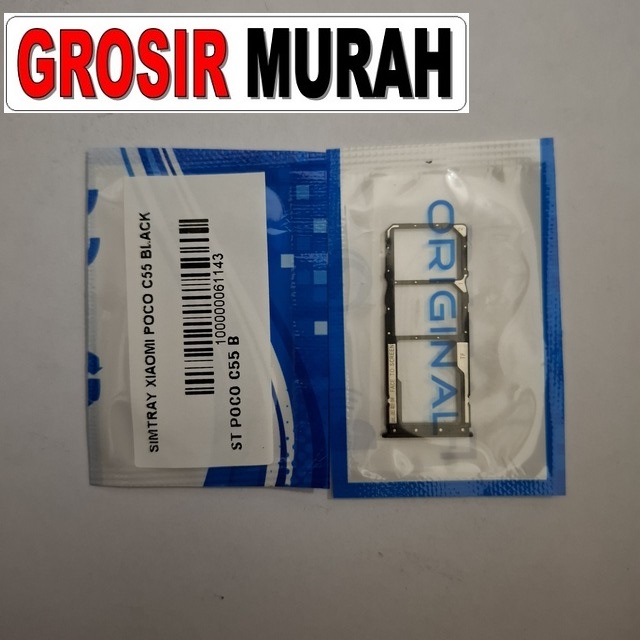 GROSIR MURAH
SIMTRAY XIAOMI POCO C55 BLACK
100000061143
ST POCO C55 B
ORIGINAL